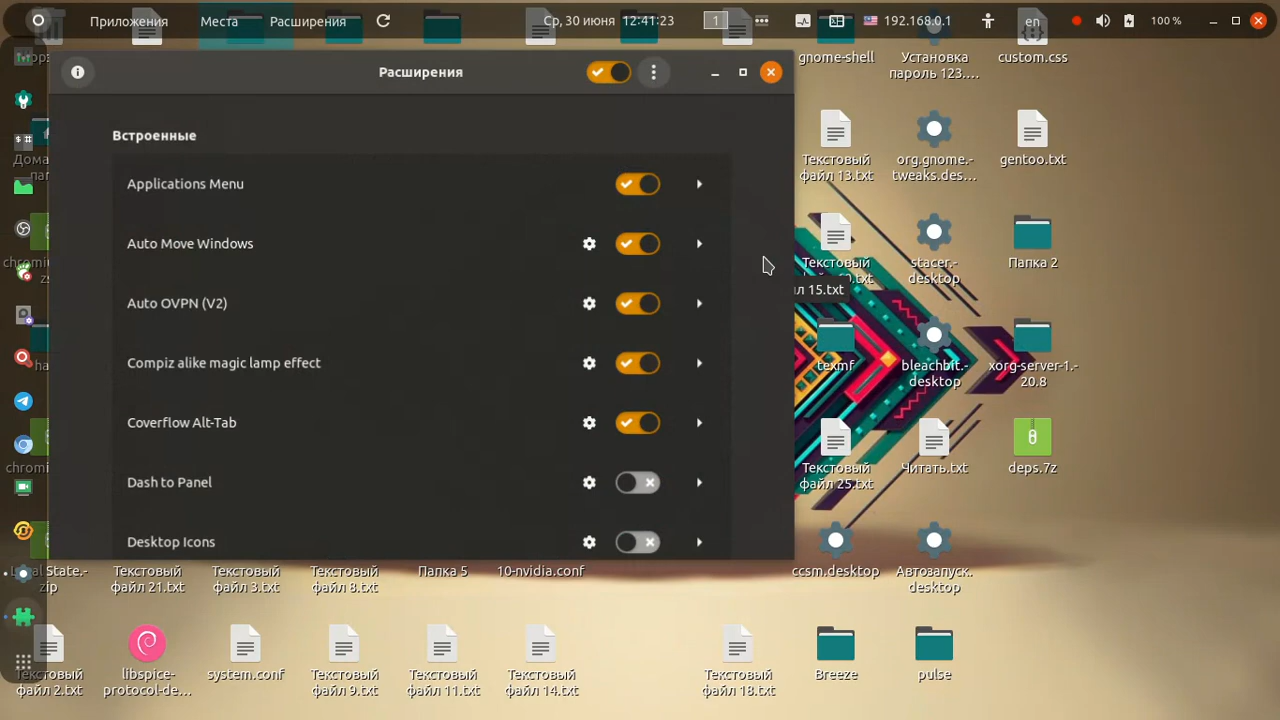 Приложения
Места
Расширения
Ср, 30 июня
12:41:23
1
192.168.0.1
en
100 %
Расширения
Встроенные
Applications Menu
Auto Move Windows
Auto OVPN (V2)
Compiz alike magic lamp effect
Coverflow Alt-Tab
Dash to Panel
Desktop Icons
gnome-shell
Установка
пароль 123....
custom.css
Текстовый
файл 13.txt
org.gnome.-
tweaks.des...
gentoo.txt
Текстовый
stacer.-
desktop
Папка 2
л 15.txt
texmf
bleachbit.-
desktop
xorg-server-1.-
20.8
Текстовый
файл 25.txt
Читать.txt
deps.7z
zip
Текстовый
файл 21.txt
Текстовый
файл 3.txt
Текстовый
файл 8.txt
Папка 5
10-nvidia.conf
ccsm.desktop
Автозапуск.
desktop
Текстовый
файл 2.txt
libspice-
protocol-de...
system.conf
Текстовый
файл 9.txt
Текстовый
файл 11.txt
Текстовый
файл 14.txt
Текстовый
файл 18.txt
Breeze
pulse